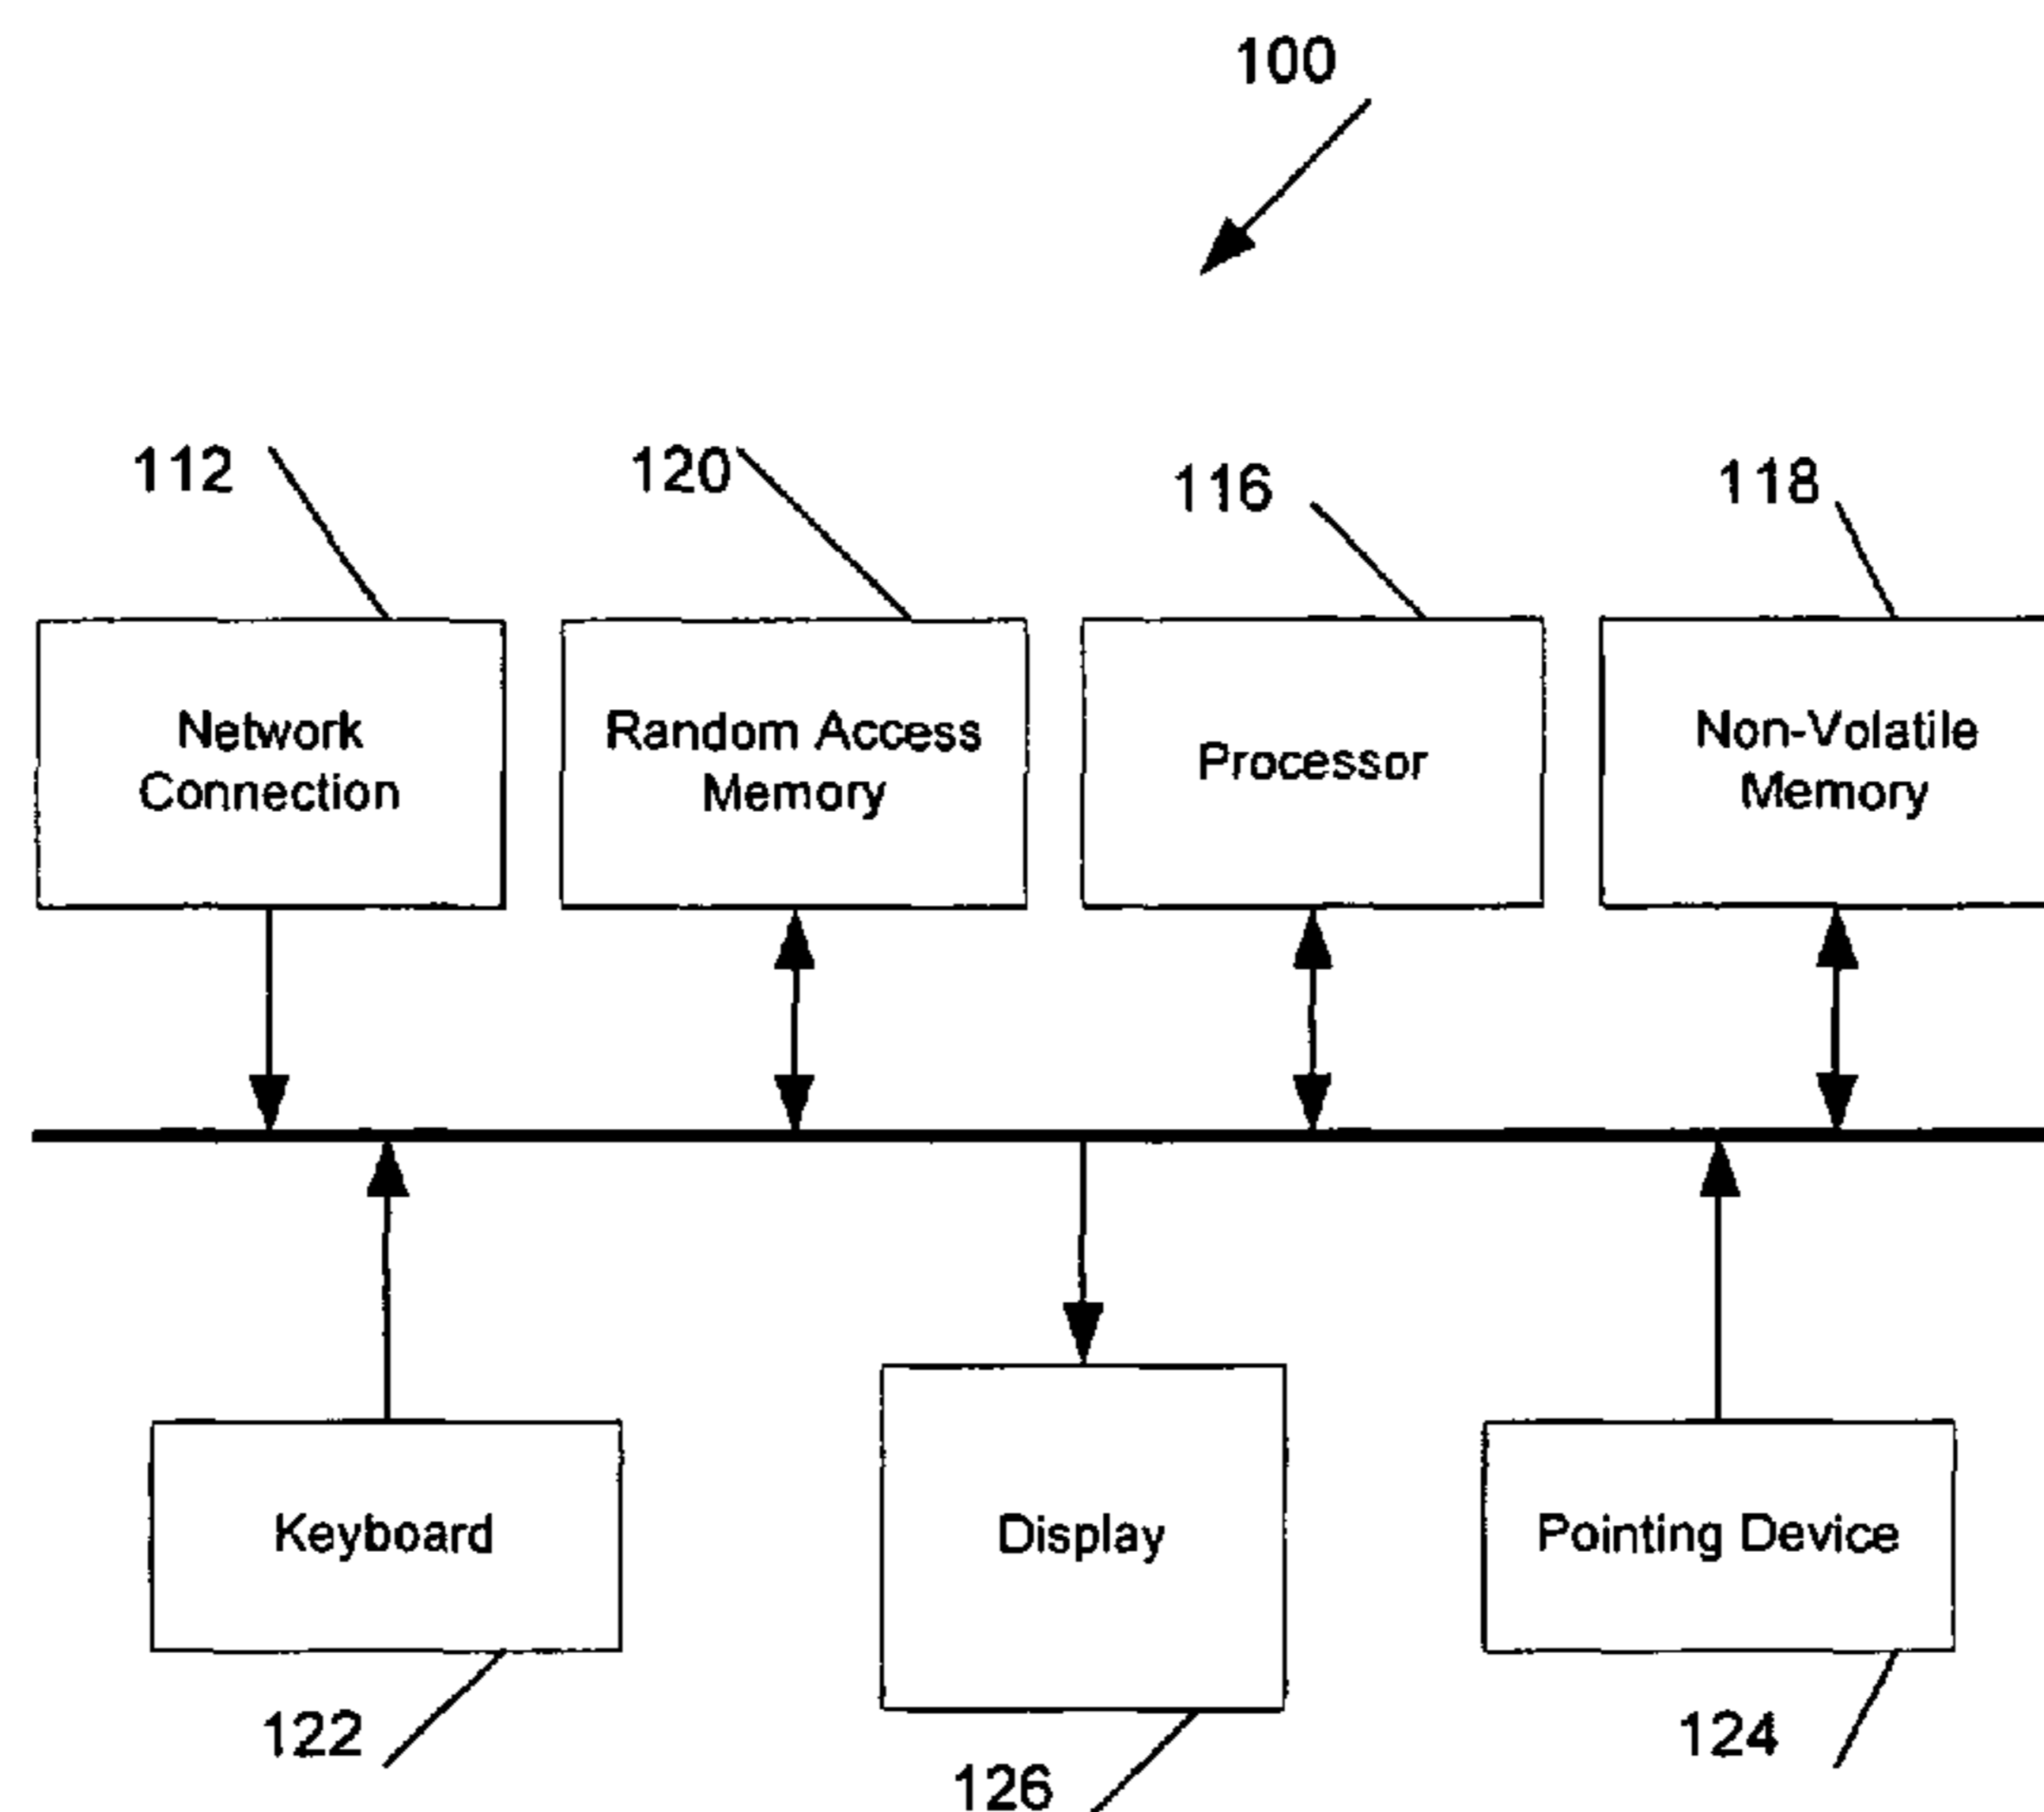 100
112
120
116
118
Network
Connection
Random Access
Memory
Processor
Non-Volatile
Memory
Keyboard
Display
Pointing Device
122
126
124